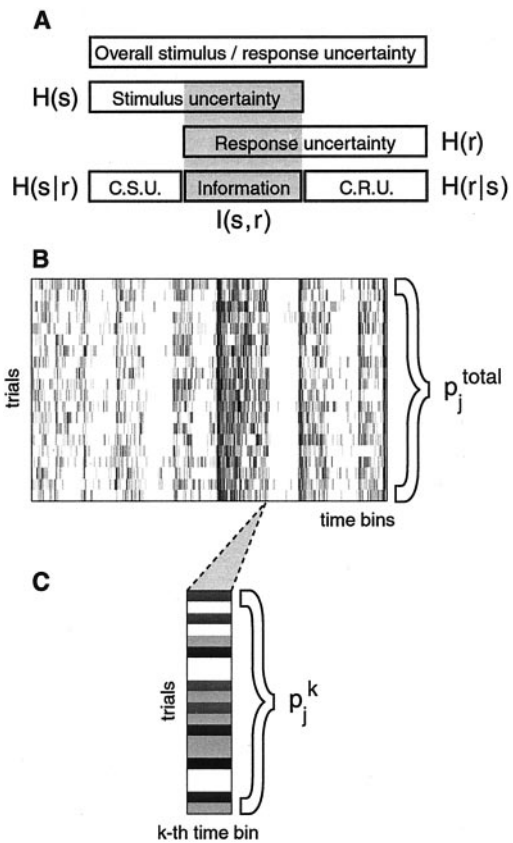 A
Overall stimulus / response uncertainty
H(s) Stimulus uncertainty
Response uncertainty H(r)
H(s|r) C.S.U. Information C.R.U. H(r|s)
I(s,r)
B
trials
p_j^total
time bins
C
trials
p_j^k
k-th time bin